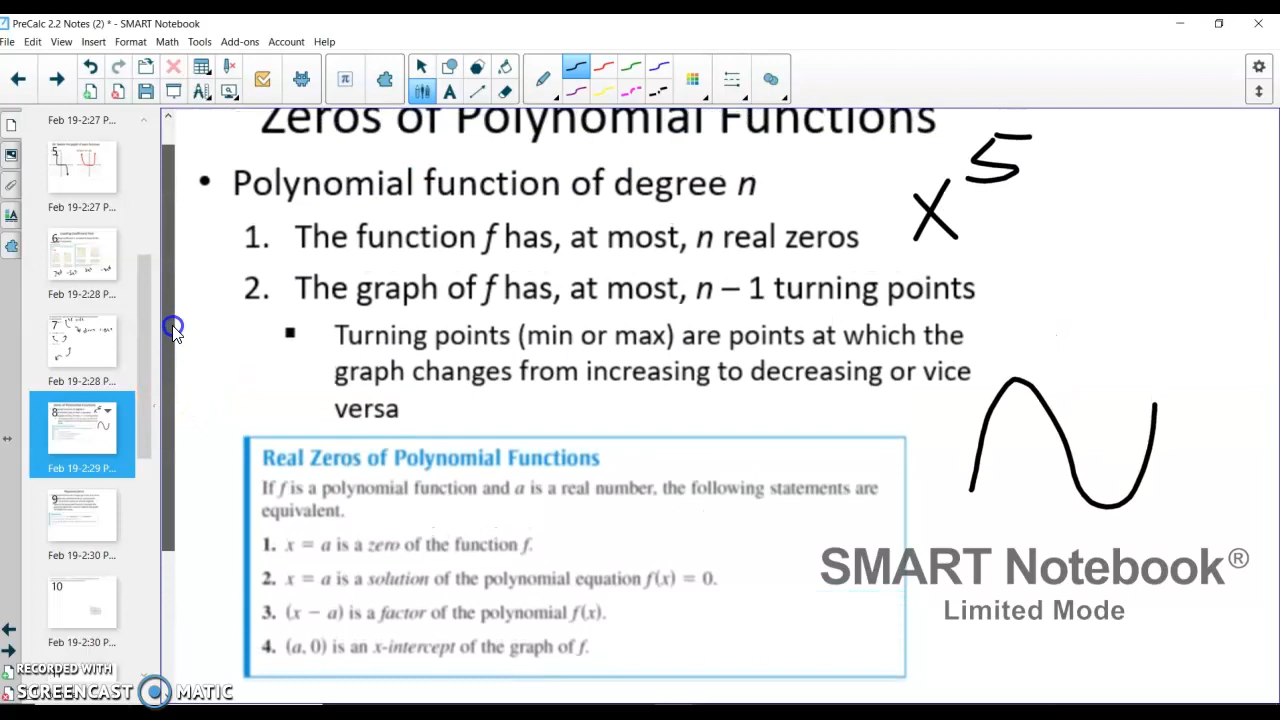 PreCalc 2.2 Notes (2) * - SMART Notebook
File Edit View Insert Format Math Tools Add-ons Account Help
Feb 19-2:27 P...
5
Feb 19-2:27 P...
6
Feb 19-2:28 P...
7
Feb 19-2:28 P...
8
Feb 19-2:29 P...
9
Feb 19-2:30 P...
10
Feb 19-2:30 P...
Zeros of Polynomial Functions
• Polynomial function of degree n
x⁵
1. The function f has, at most, n real zeros
2. The graph of f has, at most, n – 1 turning points
▪ Turning points (min or max) are points at which the
graph changes from increasing to decreasing or vice
versa
Real Zeros of Polynomial Functions
If f is a polynomial function and a is a real number, the following statements are
equivalent.
1. x = a is a zero of the function f.
2. x = a is a solution of the polynomial equation f(x) = 0.
3. (x − a) is a factor of the polynomial f(x).
4. (a, 0) is an x-intercept of the graph of f.
SMART Notebook®
Limited Mode
RECORDED WITH
SCREENCAST MATIC